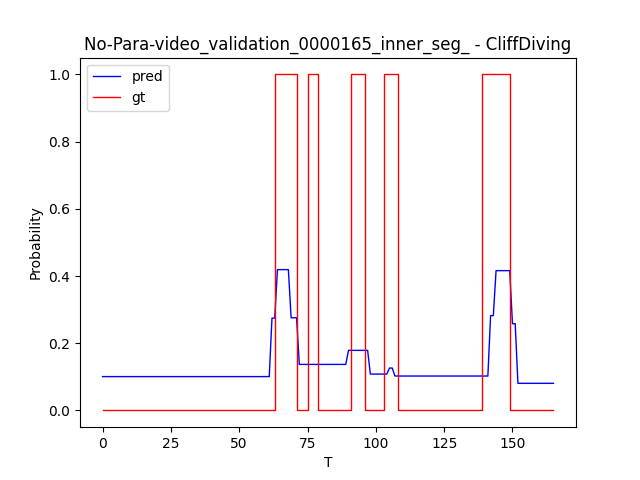 No-Para-video_validation_0000165_inner_seg_ - CliffDiving
pred
gt
1.0
0.8
0.6
0.4
0.2
0.0
Probability
0
25
50
75
100
125
150
T